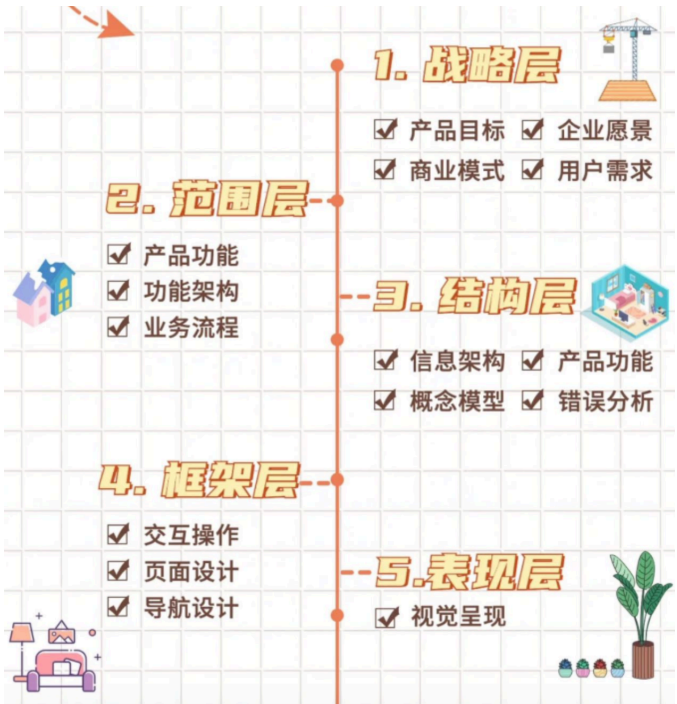 1. 战略层
产品目标 企业愿景
商业模式 用户需求
2. 范围层
产品功能
功能架构
业务流程
3. 结构层
信息架构 产品功能
概念模型 错误分析
4. 框架层
交互操作
页面设计
导航设计
5.表现层
视觉呈现